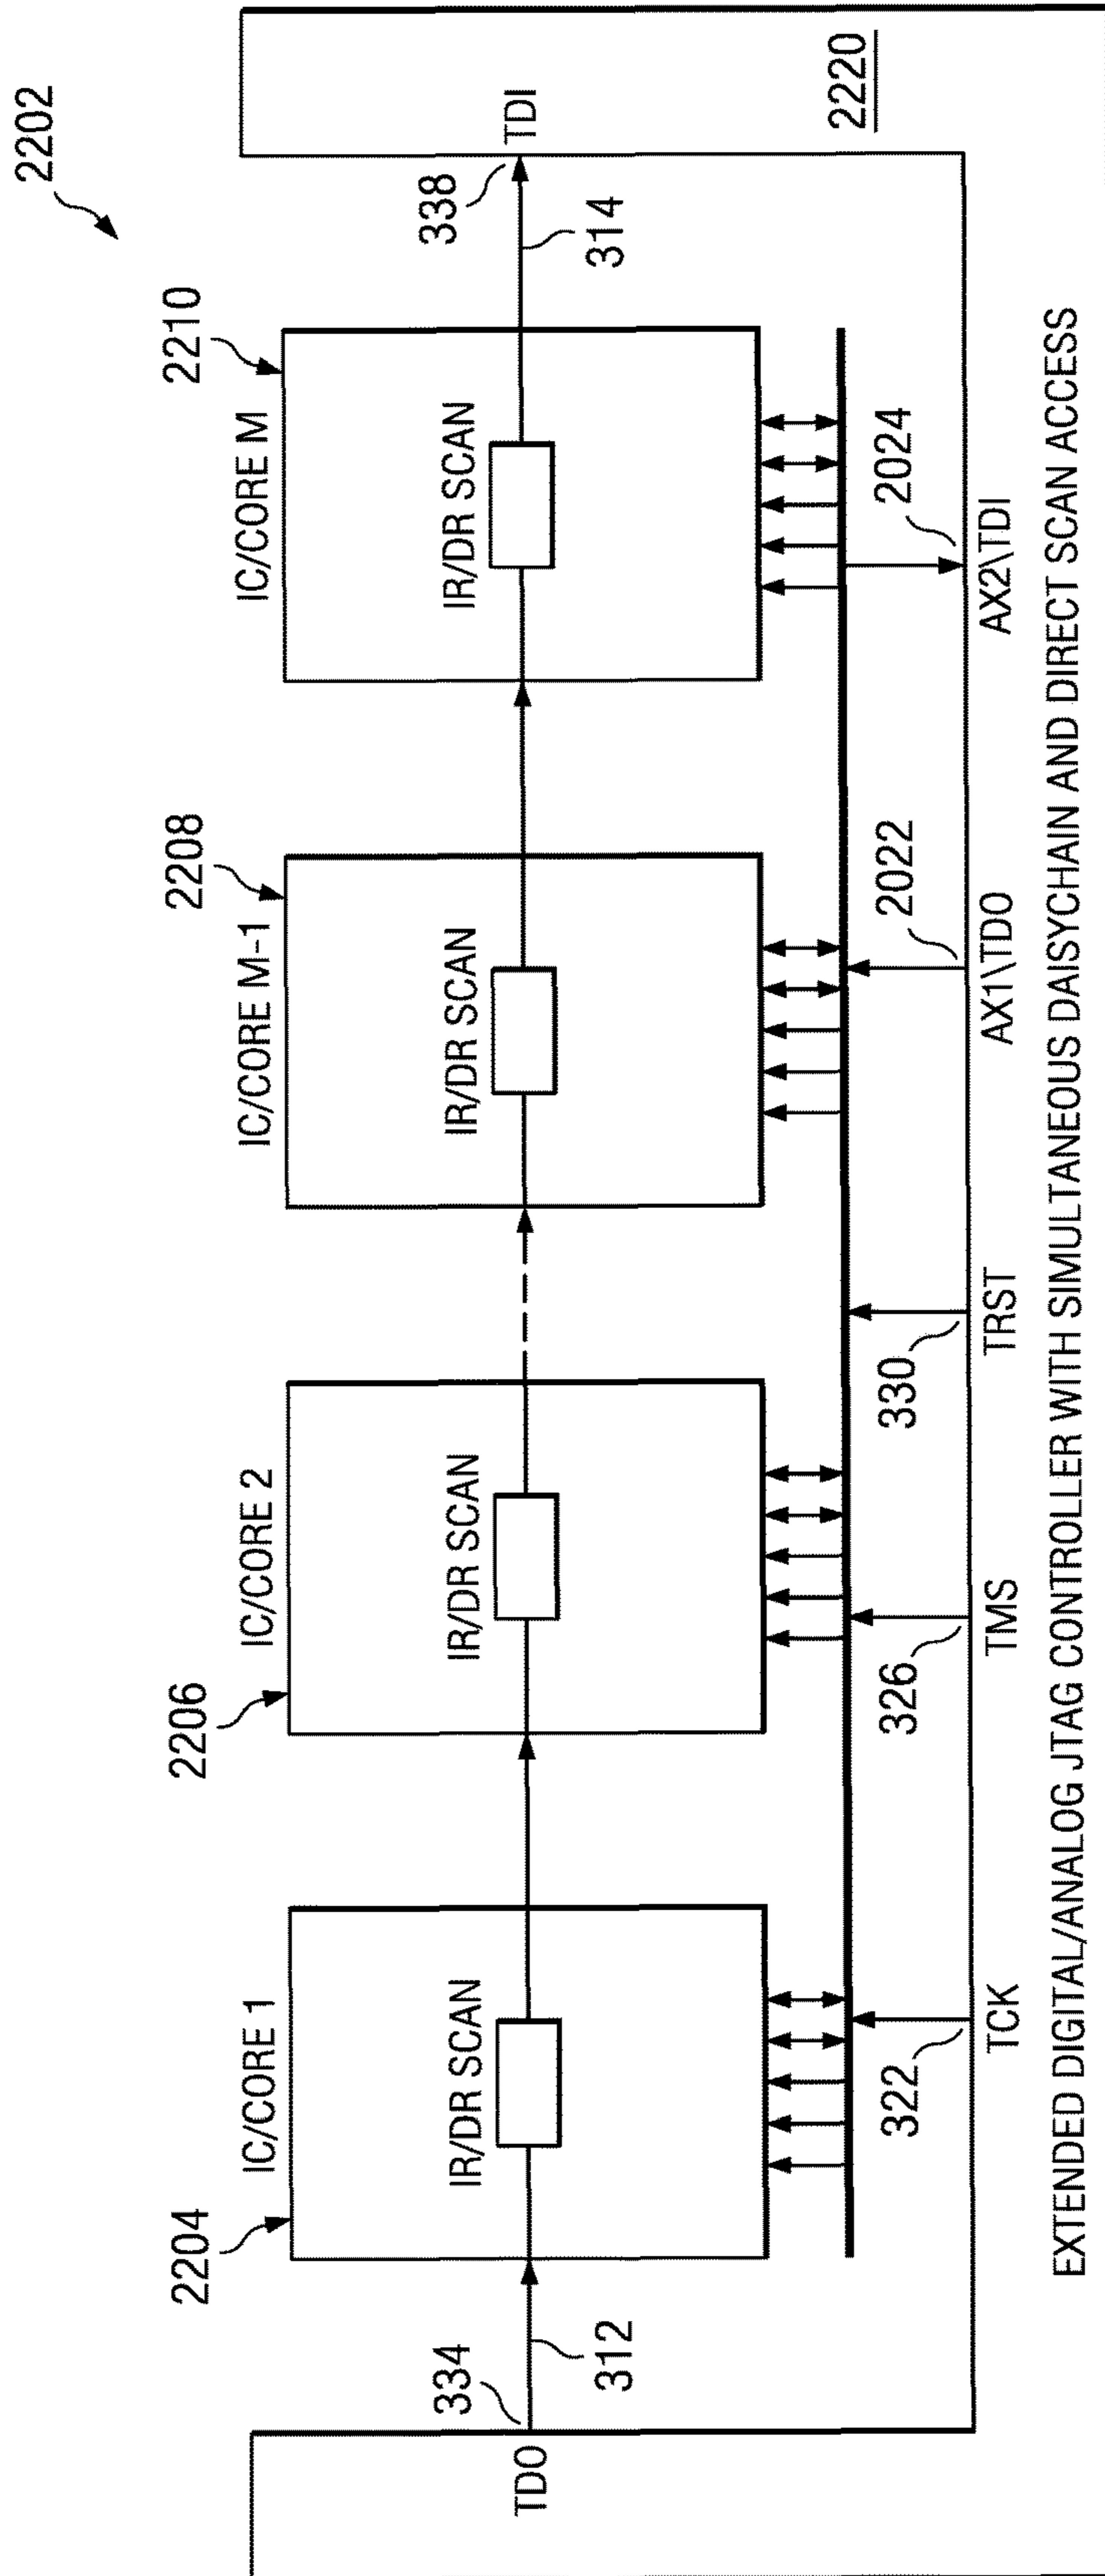 2202
2204
IC/CORE 1
2206
IC/CORE 2
2208
IC/CORE M-1
2210
IC/CORE M
IR/DR SCAN
IR/DR SCAN
IR/DR SCAN
IR/DR SCAN
TDO
334
312
314
338
TDI
322
326
330
2022
2024
2220
TCK
TMS
TRST
AX1\TDO
AX2\TDI
EXTENDED DIGITAL/ANALOG JTAG CONTROLLER WITH SIMULTANEOUS DAISYCHAIN AND DIRECT SCAN ACCESS